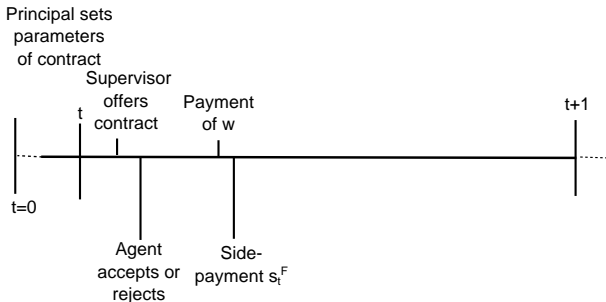 Principal sets
parameters
of contract
Supervisor
offers
contract
t
Payment
of w
t+1
t=0
Agent
accepts or
rejects
Side-
payment s_t^F